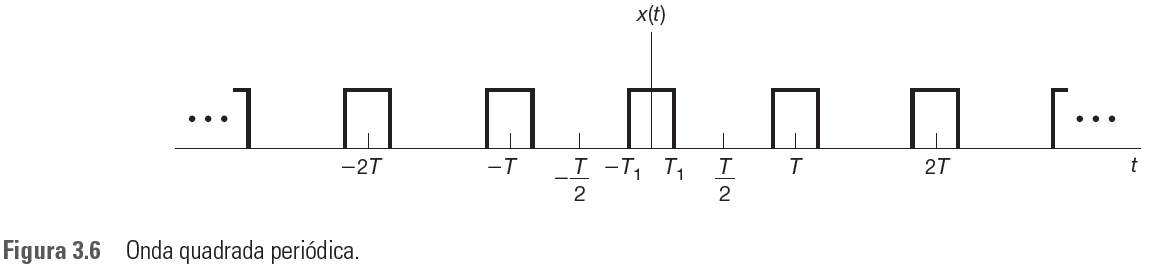 x(t)
• • •
• • •
−2T −T −T/2 −T₁ T₁ T/2 T 2T t
Figura 3.6 Onda quadrada periódica.